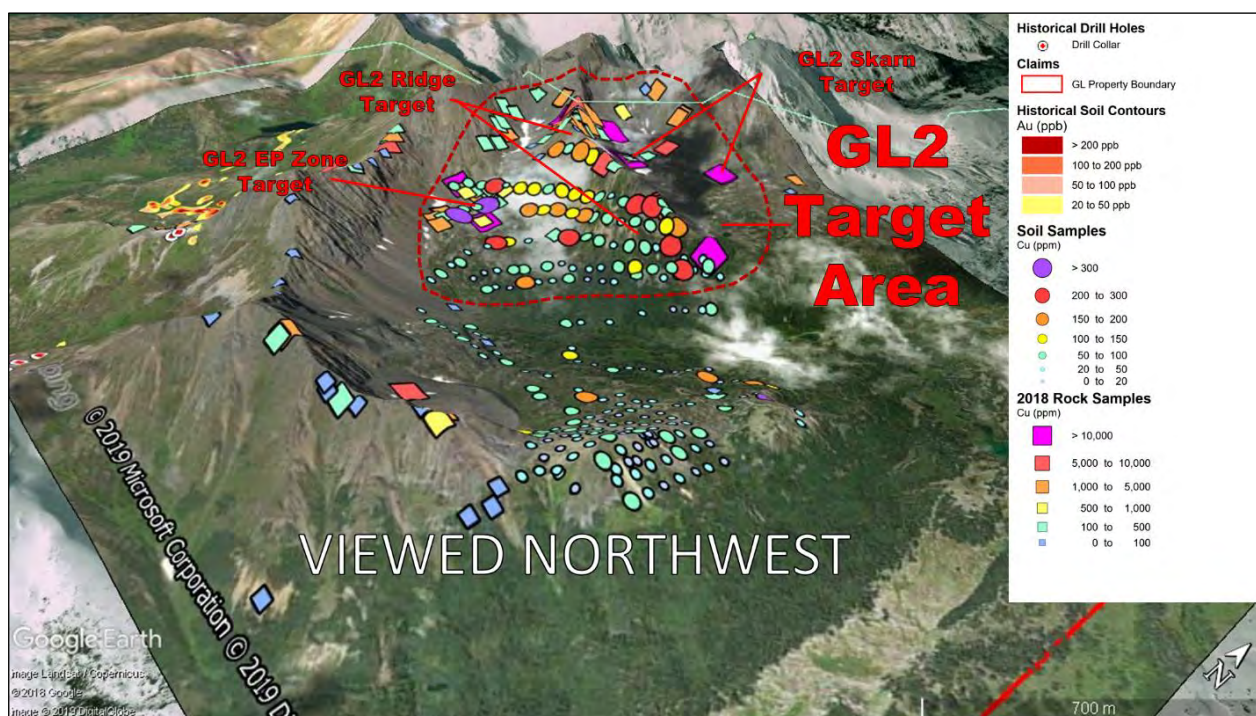 GL2 Ridge
Target
GL2 Skarn
Target
GL2 EP Zone
Target
GL2
Target
Area
VIEWED NORTHWEST
ping
© 2019 Microsoft Corporation © 2019 D
Google Earth
Image Landsat / Copernicus
© 2018 Google
Image © 2019 DigitalGlobe
700 m
N
Historical Drill Holes
Drill Collar
Claims
GL Property Boundary
Historical Soil Contours
Au (ppb)
> 200 ppb
100 to 200 ppb
50 to 100 ppb
20 to 50 ppb
Soil Samples
Cu (ppm)
> 300
200 to 300
150 to 200
100 to 150
50 to 100
20 to 50
0 to 20
2018 Rock Samples
Cu (ppm)
> 10,000
5,000 to 10,000
1,000 to 5,000
500 to 1,000
100 to 500
0 to 100